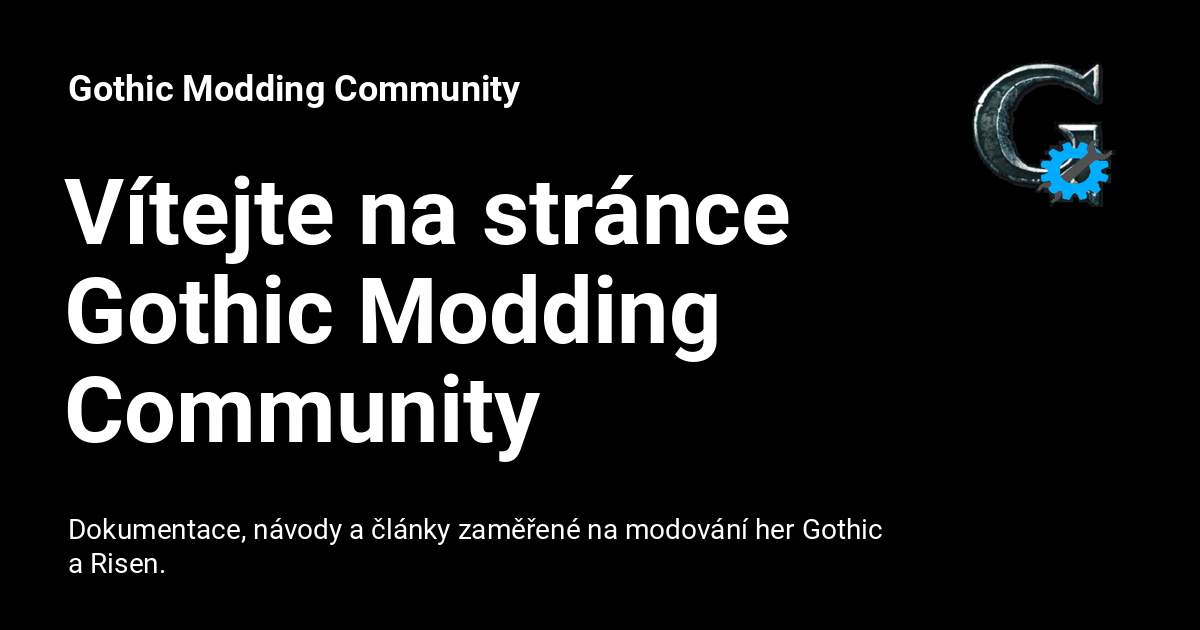 Gothic Modding Community
Vítejte na stránce
Gothic Modding
Community
Dokumentace, návody a články zaměřené na modování her Gothic
a Risen.